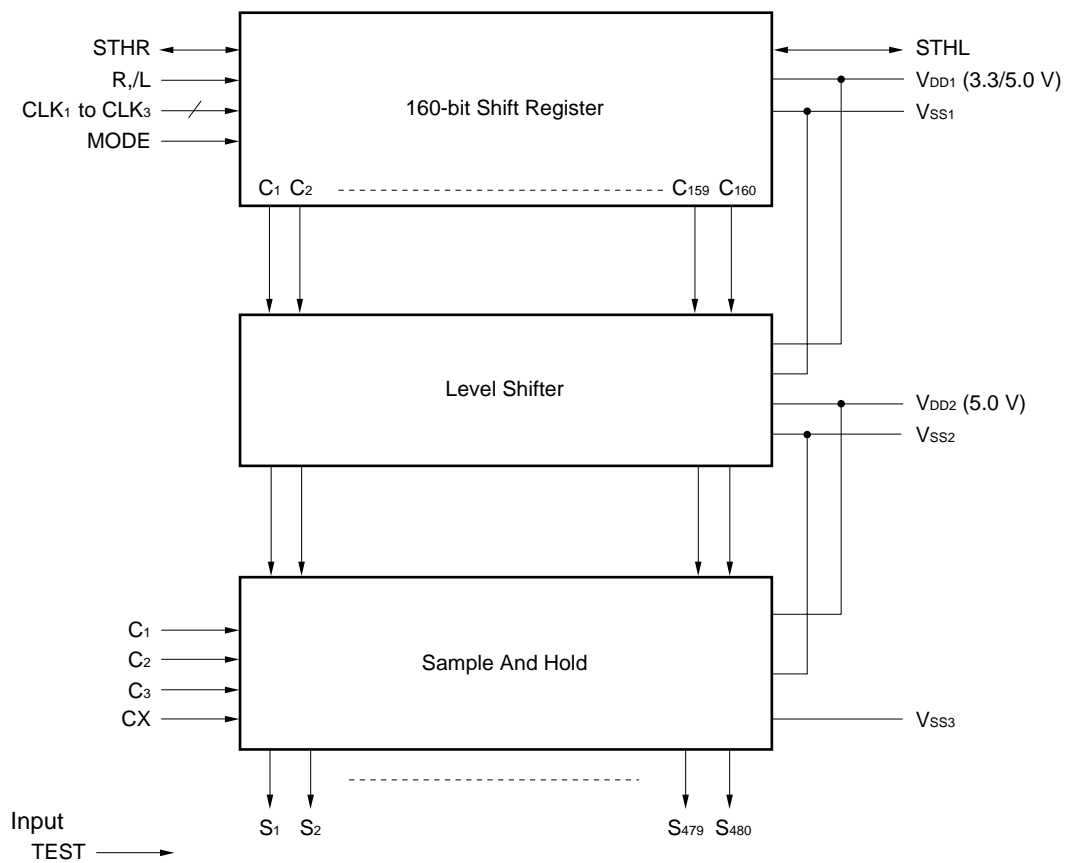 STHR
STHL
R,/L
VDD1 (3.3/5.0 V)
CLK1 to CLK3
160-bit Shift Register
VSS1
MODE
C1 C2 C159 C160
Level Shifter
VDD2 (5.0 V)
VSS2
C1
C2
Sample And Hold
C3
CX
VSS3
S1 S2 S479 S480
Input
TEST